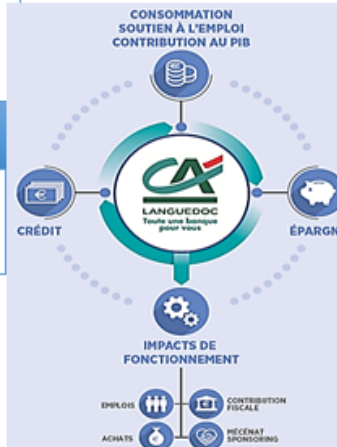 CONSOMMATION
SOUTIEN À L'EMPLOI
CONTRIBUTION AU PIB
CA
LANGUEDOC
Toute une banque
pour vous
CRÉDIT
ÉPARGN
IMPACTS DE
FONCTIONNEMENT
EMPLOIS
CONTRIBUTION
FISCALE
ACHATS
MÉCÉNAT
SPONSORING